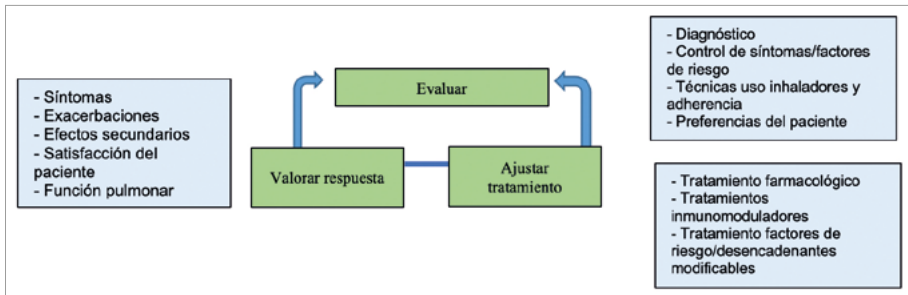 - Síntomas
- Exacerbaciones
- Efectos secundarios
- Satisfacción del
paciente
- Función pulmonar
Evaluar
Valorar respuesta
Ajustar
tratamiento
- Diagnóstico
- Control de síntomas/factores
de riesgo
- Técnicas uso inhaladores y
adherencia
- Preferencias del paciente
- Tratamiento farmacológico
- Tratamientos
inmunomoduladores
- Tratamiento factores de
riesgo/desencadenantes
modificables